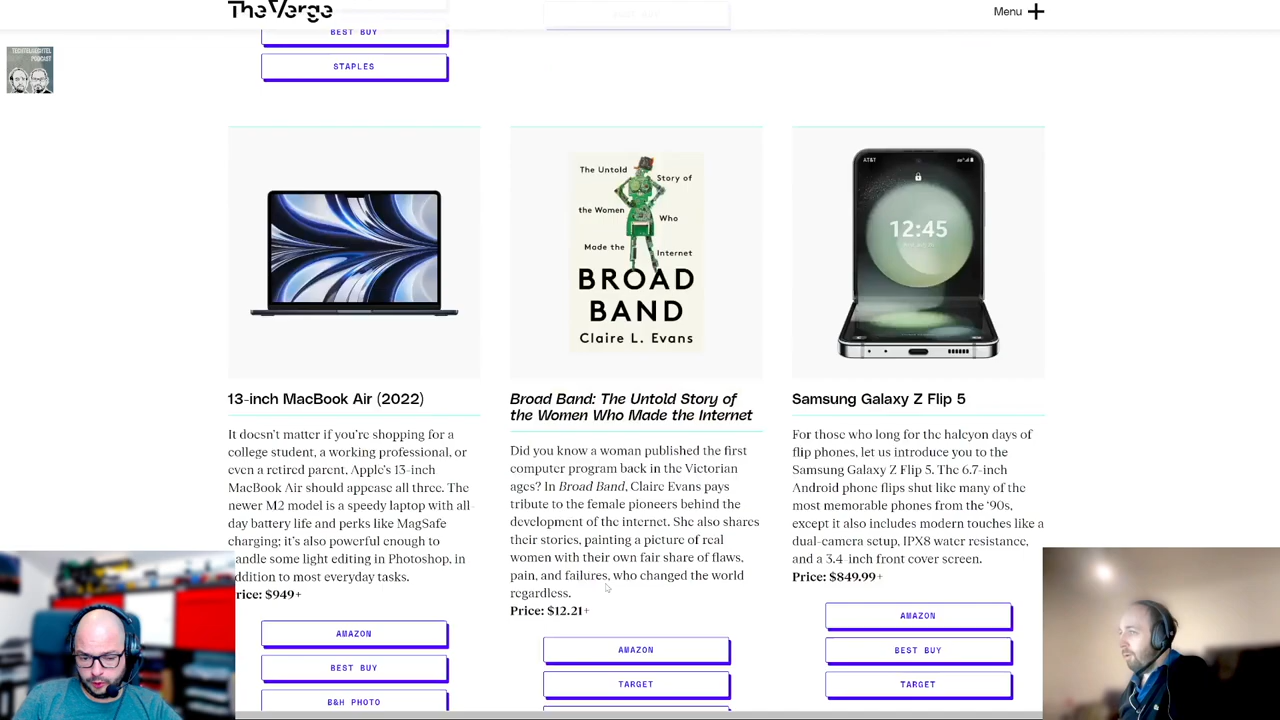 TheVerge
Menu
BEST BUY
STAPLES
TECHTELMECHTEL
PODCAST
The Untold
Story of
the Women
Who
Made the
Internet
BROAD
BAND
Claire L. Evans
AT&T
12:45
13-inch MacBook Air (2022)
It doesn't matter if you're shopping for a
college student, a working professional, or
even a retired parent, Apple's 13-inch
MacBook Air should appease all three. The
newer M2 model is a speedy laptop with all-
day battery life and perks like MagSafe
charging; it's also powerful enough to
andle some light editing in Photoshop, in
ddition to most everyday tasks.
rice: $949+
AMAZON
BEST BUY
B&H PHOTO
Broad Band: The Untold Story of
the Women Who Made the Internet
Did you know a woman published the first
computer program back in the Victorian
ages? In Broad Band, Claire Evans pays
tribute to the female pioneers behind the
development of the internet. She also shares
their stories, painting a picture of real
women with their own fair share of flaws,
pain, and failures, who changed the world
regardless.
Price: $12.21+
AMAZON
TARGET
Samsung Galaxy Z Flip 5
For those who long for the halcyon days of
flip phones, let us introduce you to the
Samsung Galaxy Z Flip 5. The 6.7-inch
Android phone flips shut like many of the
most memorable phones from the '90s,
except it also includes modern touches like a
dual-camera setup, IPX8 water resistance,
and a 3.4-inch front cover screen.
Price: $849.99+
AMAZON
BEST BUY
TARGET